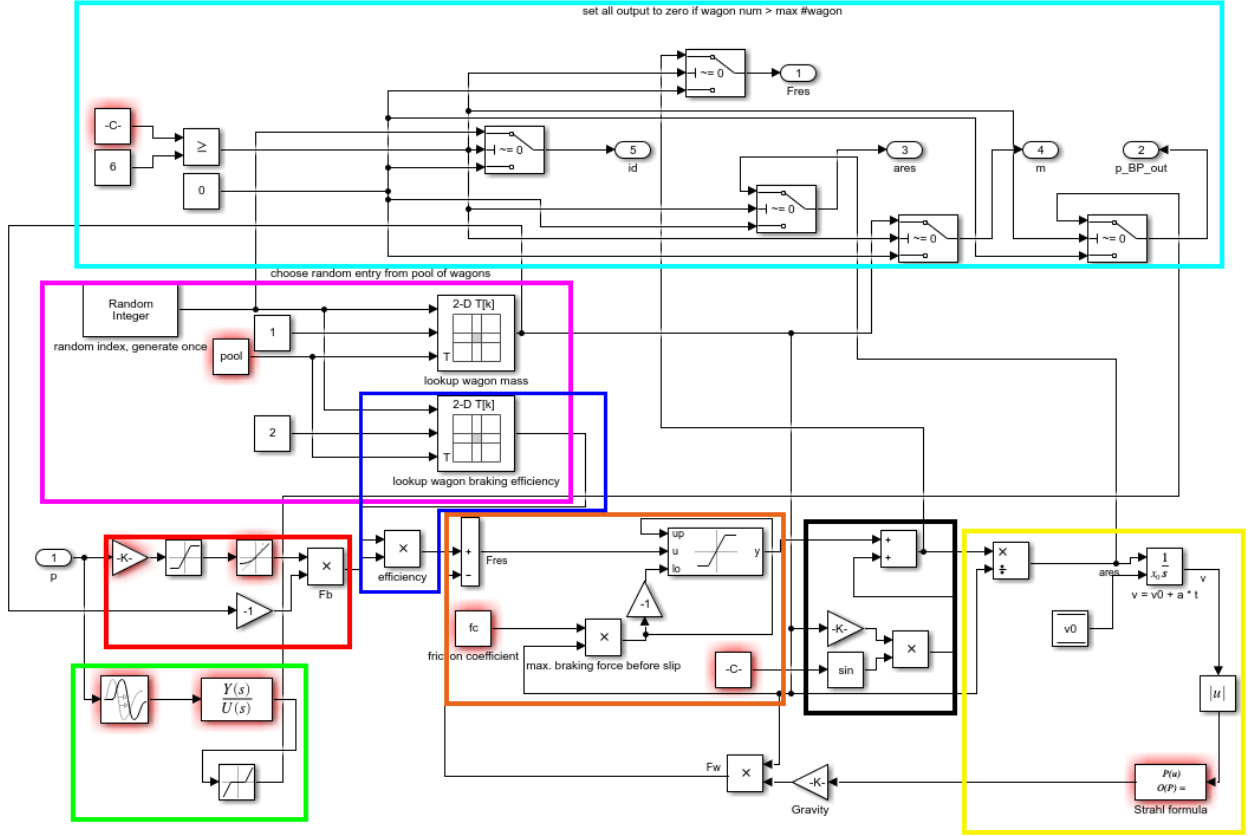 set all output to zero if wagon num > max #wagon
~= 0
1
Fres
-C-
≥
6
~= 0
5
id
3
ares
4
m
2
p_BP_out
0
~= 0
~= 0
~= 0
choose random entry from pool of wagons
Random
Integer
random index, generate once
1
pool
2-D T[k]
T
lookup wagon mass
2-D T[k]
2
T
lookup wagon braking efficiency
1
p
-K-
×
Fb
-1
×
efficiency
+
−
Fres
up
u
lo
y
-1
fc
friction coefficient
×
max. braking force before slip
-C-
+
+
-K-
sin
×
×
÷
ares
1
s
x₀
v
v = v0 + a * t
v0
|u|
Y(s)
U(s)
Fw
×
-K-
Gravity
P(u)
O(P) =
Strahl formula